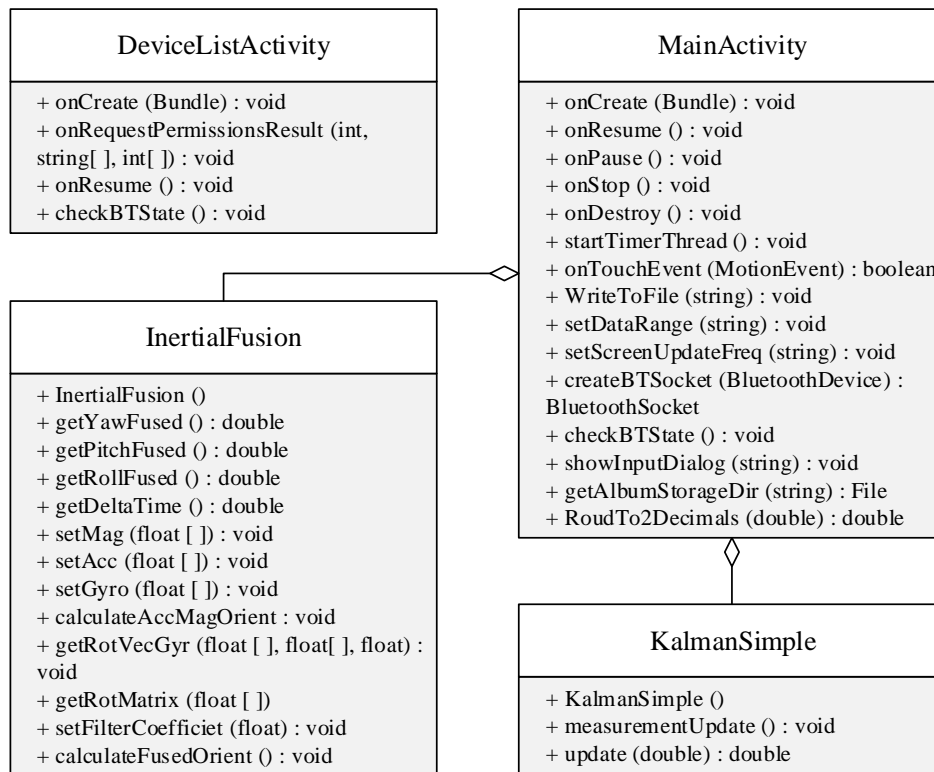 DeviceListActivity
+ onCreate (Bundle) : void
+ onRequestPermissionsResult (int,
string[ ], int[ ]) : void
+ onResume () : void
+ checkBTState () : void
MainActivity
+ onCreate (Bundle) : void
+ onResume () : void
+ onPause () : void
+ onStop () : void
+ onDestroy () : void
+ startTimerThread () : void
+ onTouchEvent (MotionEvent) : boolean
+ WriteToFile (string) : void
+ setDataRange (string) : void
+ setScreenUpdateFreq (string) : void
+ createBTSocket (BluetoothDevice) :
BluetoothSocket
+ checkBTState () : void
+ showInputDialog (string) : void
+ getAlbumStorageDir (string) : File
+ RoudTo2Decimals (double) : double
InertialFusion
+ InertialFusion ()
+ getYawFused () : double
+ getPitchFused () : double
+ getRollFused () : double
+ getDeltaTime () : double
+ setMag (float [ ]) : void
+ setAcc (float [ ]) : void
+ setGyro (float [ ]) : void
+ calculateAccMagOrient : void
+ getRotVecGyr (float [ ], float[ ], float) :
void
+ getRotMatrix (float [ ])
+ setFilterCoefficiet (float) : void
+ calculateFusedOrient () : void
KalmanSimple
+ KalmanSimple ()
+ measurementUpdate () : void
+ update (double) : double